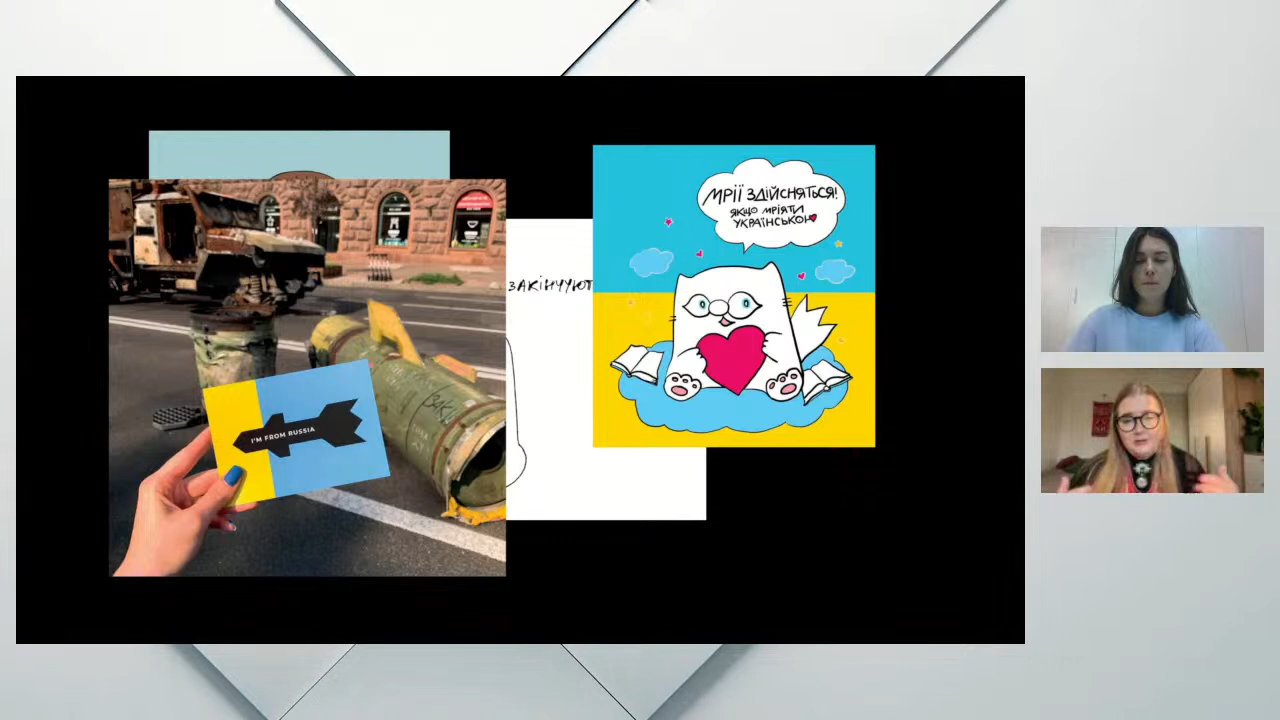 МРІЇ ЗДІЙСНЯТЬСЯ!
ЯКЩО МРІЯТИ
УКРАЇНСЬКОЮ
ЗАКІНЧУЮТ
I'M FROM RUSSIA